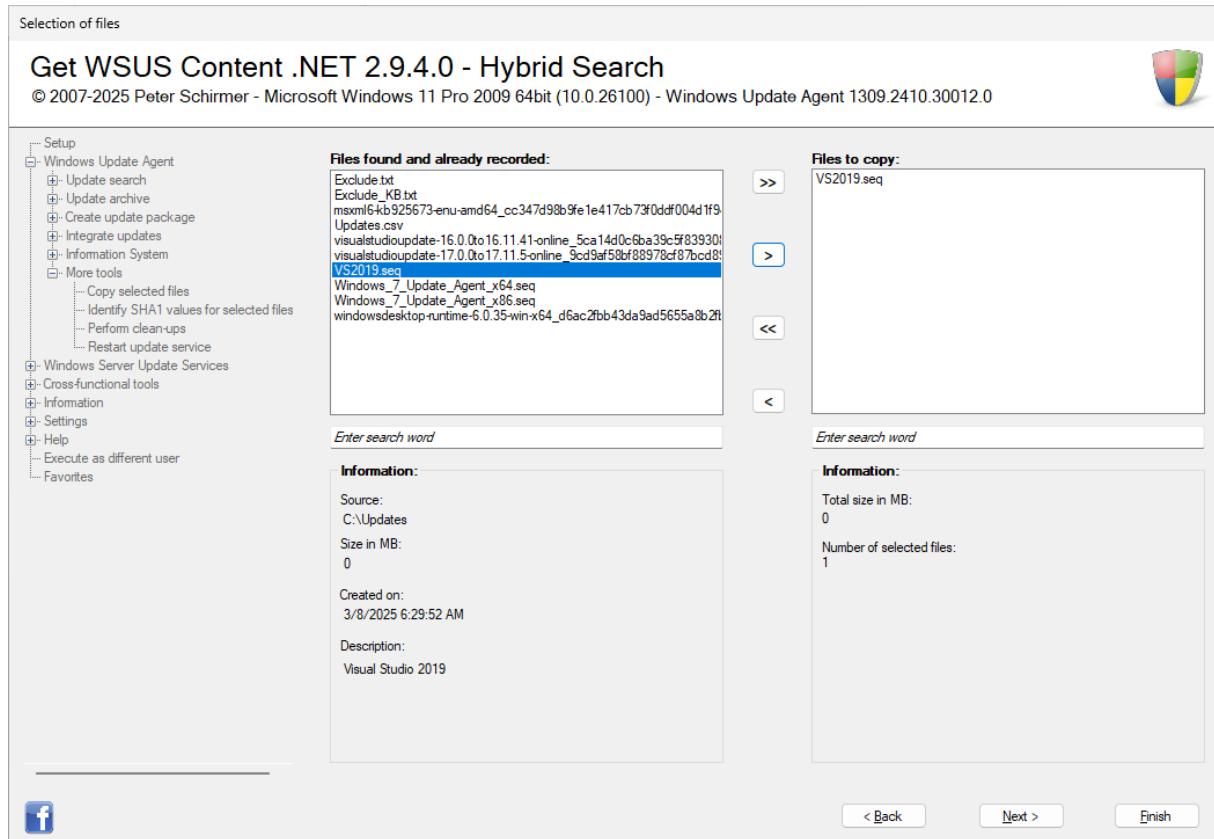 Selection of files
Get WSUS Content .NET 2.9.4.0 - Hybrid Search
© 2007-2025 Peter Schirmer - Microsoft Windows 11 Pro 2009 64bit (10.0.26100) - Windows Update Agent 1309.2410.30012.0
Setup
Windows Update Agent
Update search
Update archive
Create update package
Integrate updates
Information System
More tools
Copy selected files
Identify SHA1 values for selected files
Perform clean-ups
Restart update service
Windows Server Update Services
Cross-functional tools
Information
Settings
Help
Execute as different user
Favorites
Files found and already recorded:
Exclude.txt
Exclude_KB.txt
msxml6-kb925673-enu-amd64_cc347d98b9fe1e417cb73f0ddf004d1f9
Updates.csv
visualstudioupdate-16.0.0to16.11.41-online_5ca14d0c6ba39c5f83930
visualstudioupdate-17.0.0to17.11.5-online_9cd9af58bf88978cf87bcd8
VS2019.seq
Windows_7_Update_Agent_x64.seq
Windows_7_Update_Agent_x86.seq
windowsdesktop-runtime-6.0.35-win-x64_d6ac2fbb43da9ad5655a8b2f
Enter search word
Information:
Source:
C:\Updates
Size in MB:
0
Created on:
3/8/2025 6:29:52 AM
Description:
Visual Studio 2019
>>
>
<<
<
Files to copy:
VS2019.seq
Enter search word
Information:
Total size in MB:
0
Number of selected files:
1
f
< Back
Next >
Finish